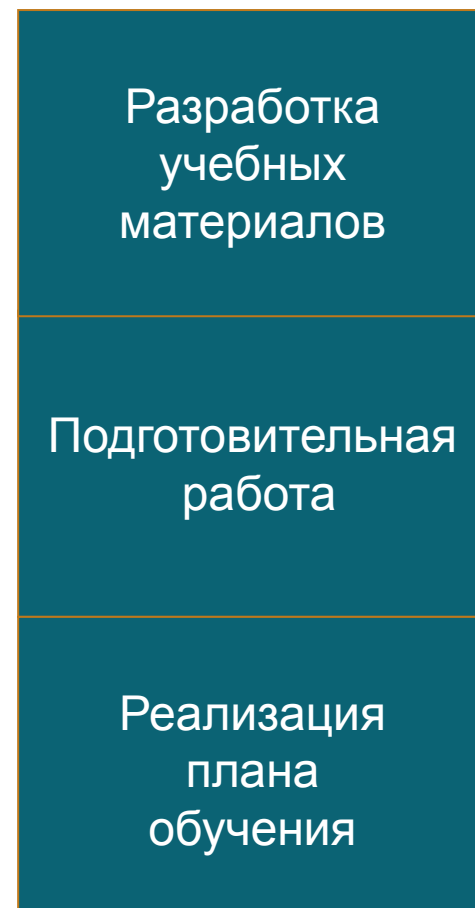 Разработка
учебных
материалов
Подготовительная
работа
Реализация
плана
обучения